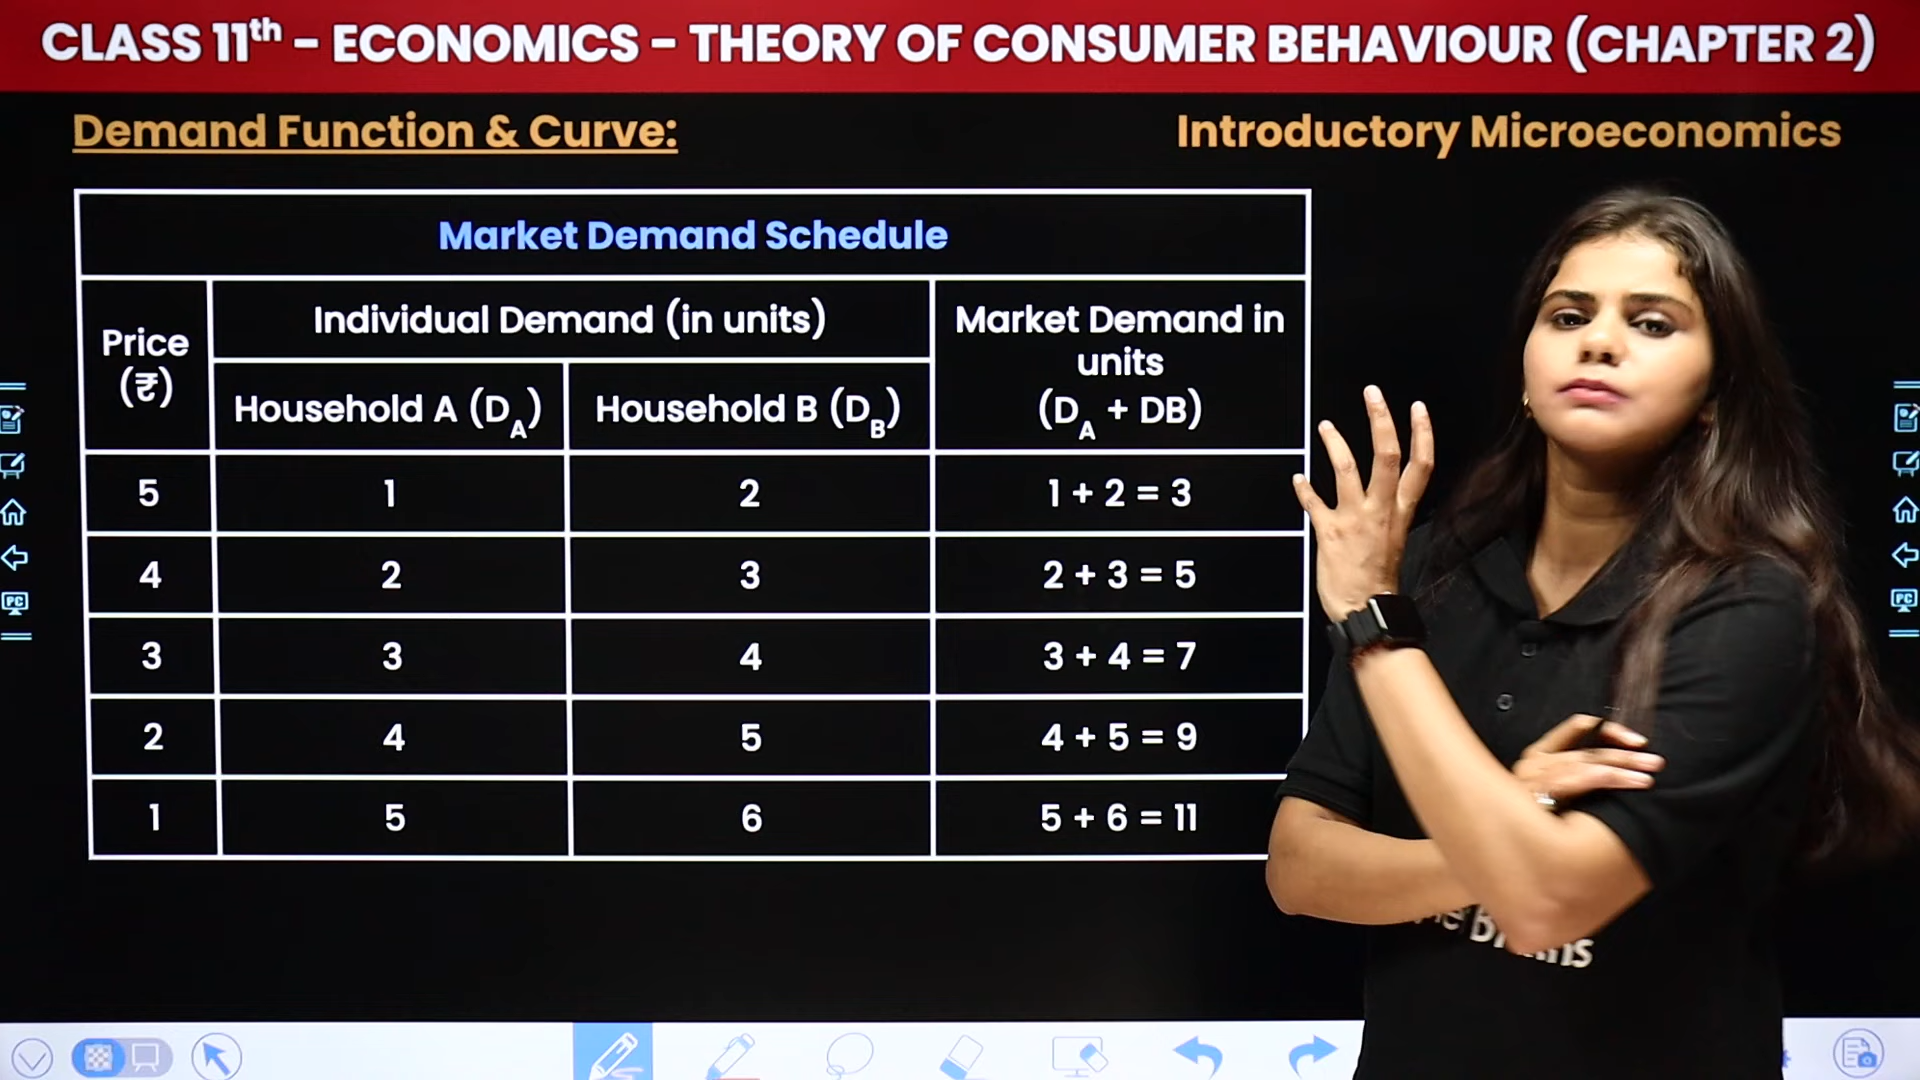 CLASS 11th - ECONOMICS - THEORY OF CONSUMER BEHAVIOUR (CHAPTER 2)
Demand Function & Curve:
Introductory Microeconomics
Market Demand Schedule
Price (₹)
Individual Demand (in units)
Market Demand in
units
(DA + DB)
Household A (DA)
Household B (DB)
5 1 2 1 + 2 = 3
4 2 3 2 + 3 = 5
3 3 4 3 + 4 = 7
2 4 5 4 + 5 = 9
1 5 6 5 + 6 = 11
PC
PC